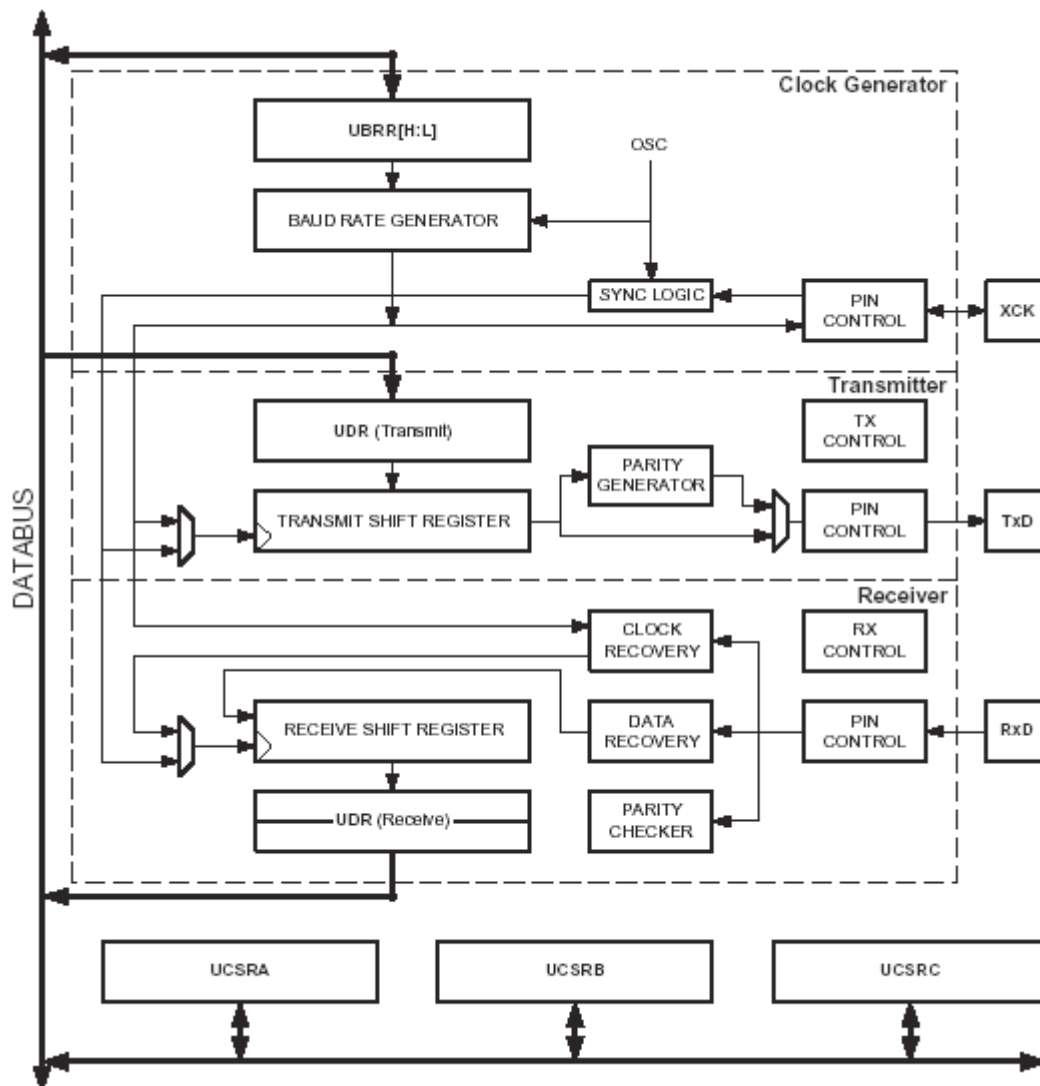 Clock Generator
UBRR[H:L]
OSC
BAUD RATE GENERATOR
SYNC LOGIC
PIN
CONTROL
XCK
Transmitter
UDR (Transmit)
TX
CONTROL
PARITY
GENERATOR
TRANSMIT SHIFT REGISTER
PIN
CONTROL
TxD
DATABUS
Receiver
CLOCK
RECOVERY
RX
CONTROL
RECEIVE SHIFT REGISTER
DATA
RECOVERY
PIN
CONTROL
RxD
UDR (Receive)
PARITY
CHECKER
UCSRA
UCSRB
UCSRC